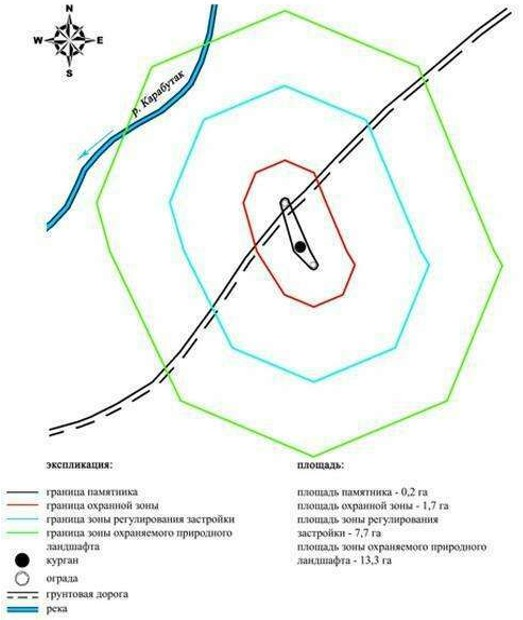 N
W
E
S
р. Карабутак
экспликация:
граница памятника
граница охранной зоны
граница зоны регулирования застройки
граница зоны охраняемого природного
ландшафта
курган
ограда
грунтовая дорога
река
площадь:
площадь памятника - 0,2 га
площадь охранной зоны - 1,7 га
площадь зоны регулирования
застройки - 7,7 га
площадь зоны охраняемого природного
ландшафта - 13,3 га